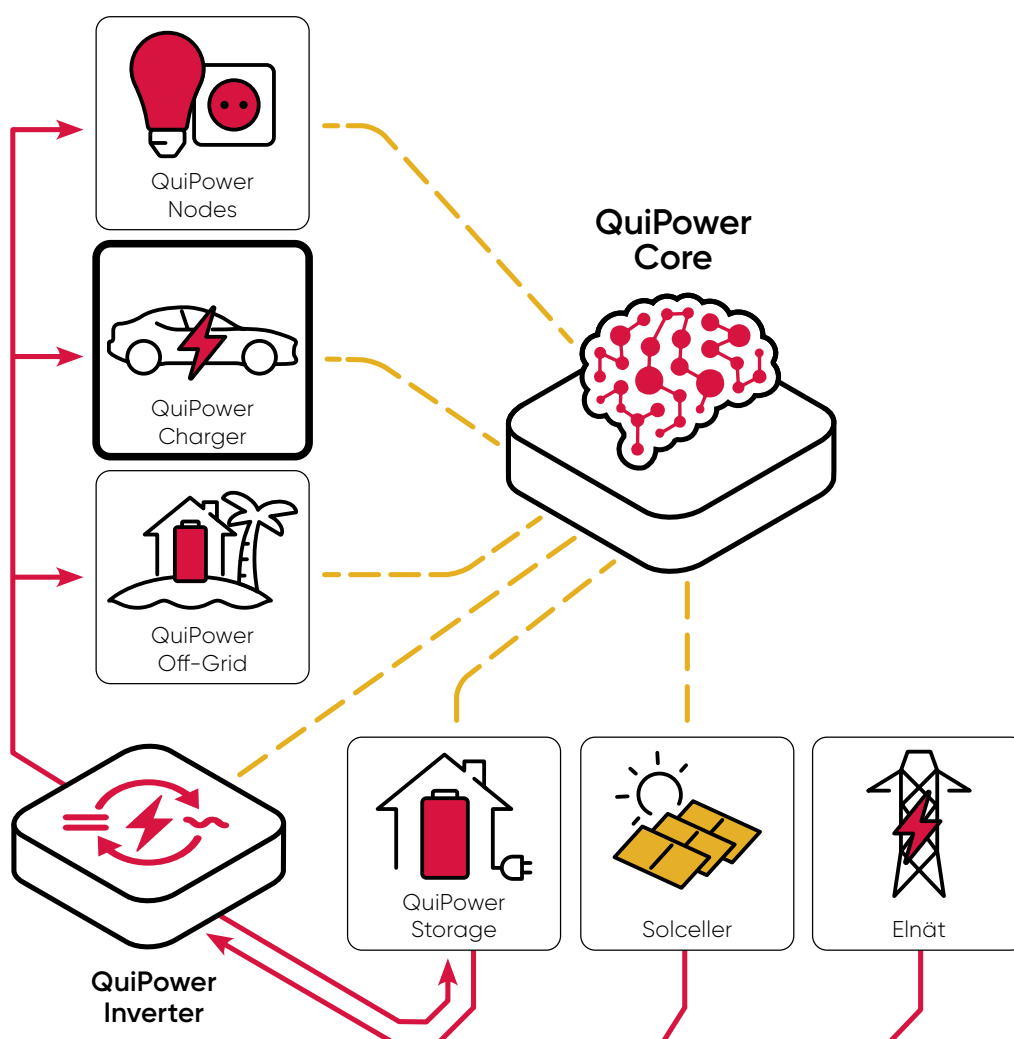 QuiPower
Nodes
QuiPower
Core
QuiPower
Charger
QuiPower
Off-Grid
QuiPower
Storage
Solceller
Elnät
QuiPower
Inverter